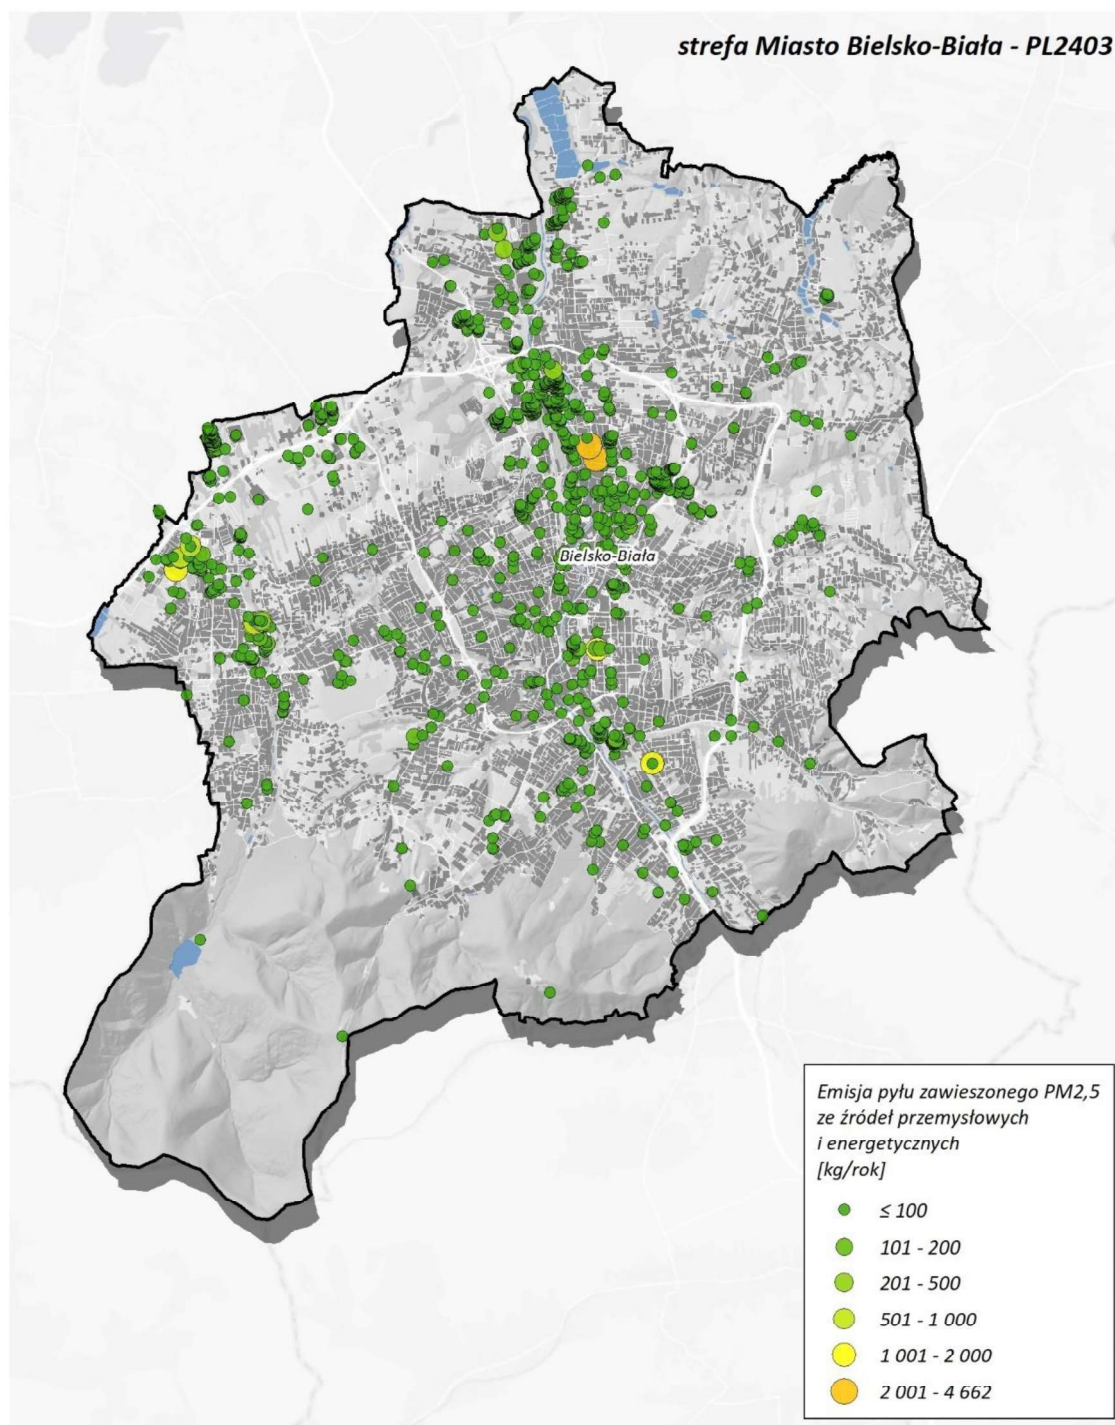 strefa Miasto Bielsko-Biała - PL2403
Bielsko-Biała
Emisja pyłu zawieszonego PM2,5
ze źródeł przemysłowych
i energetycznych
[kg/rok]
≤ 100
101 - 200
201 - 500
501 - 1 000
1 001 - 2 000
2 001 - 4 662